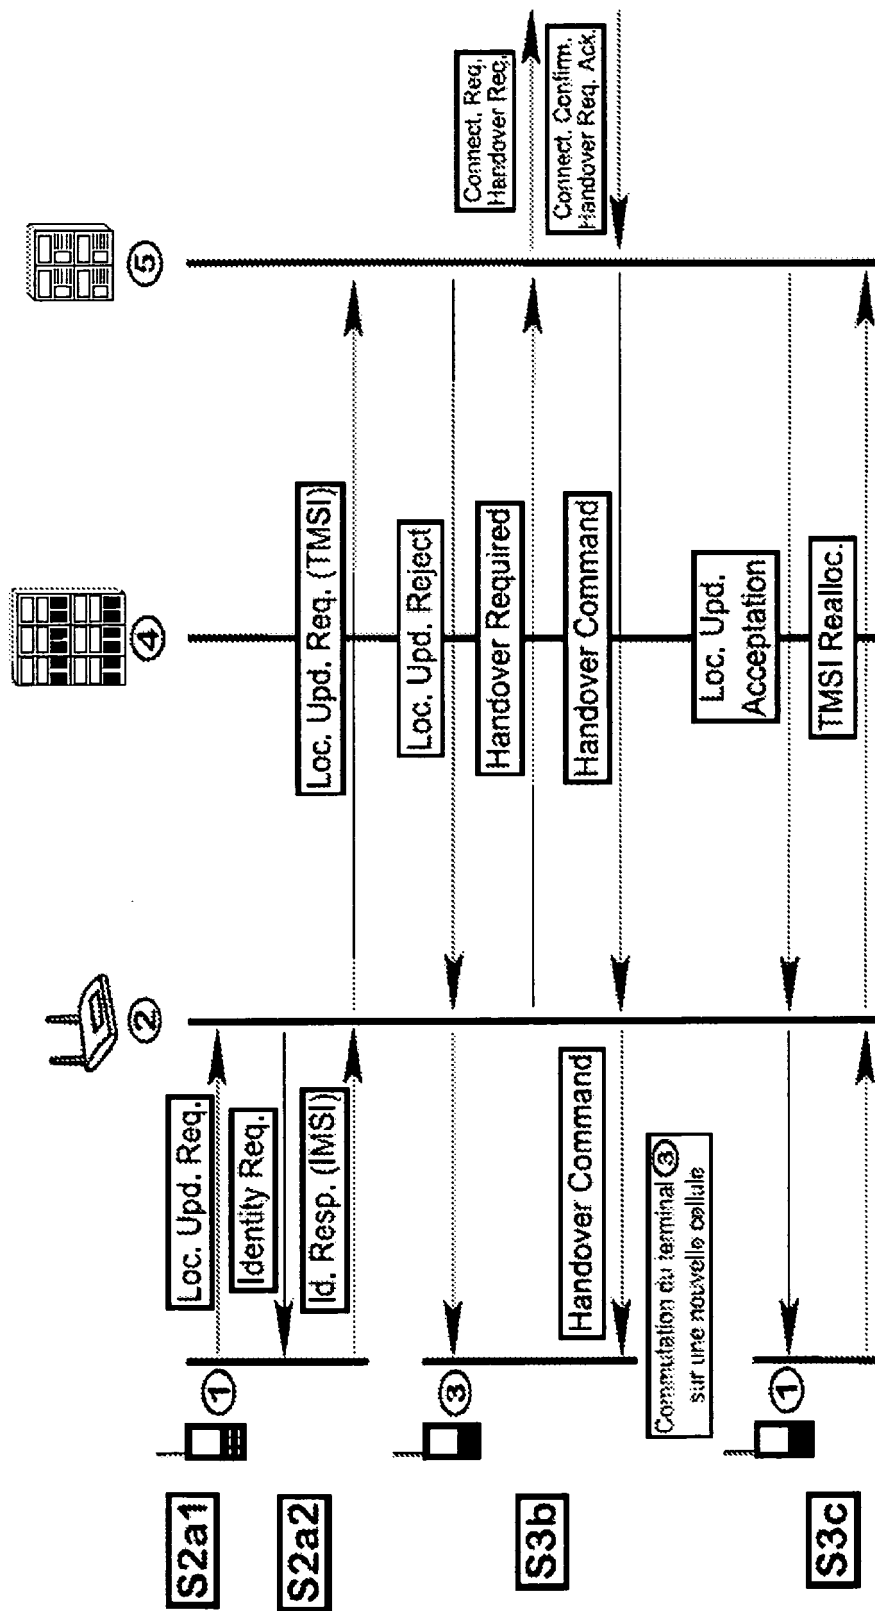 5
4
2
S2a1
1
Loc. Upd. Req.
S2a2
Identity Req.
Id. Resp. (IMSI)
Loc. Upd. Req. (TMSI)
S3b
3
Loc. Upd. Reject
Handover Required
Connect. Req.
Handover Req.
Connect. Confirm.
Handover Req. Ack.
Handover Command
Handover Command
Commutation du terminal 3
sur une nouvelle cellule
S3c
1
Loc. Upd.
Acceptation
TMSI Realloc.